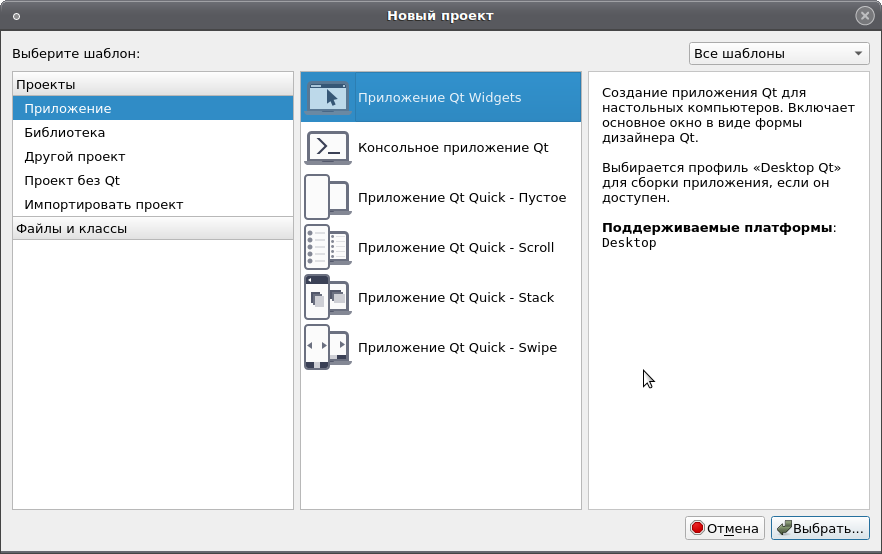 Новый проект
Выберите шаблон:
Все шаблоны
Проекты
Приложение
Библиотека
Другой проект
Проект без Qt
Импортировать проект
Файлы и классы
Приложение Qt Widgets
Консольное приложение Qt
Приложение Qt Quick - Пустое
Приложение Qt Quick - Scroll
Приложение Qt Quick - Stack
Приложение Qt Quick - Swipe
Создание приложения Qt для
настольных компьютеров. Включает
основное окно в виде формы
дизайнера Qt.
Выбирается профиль «Desktop Qt»
для сборки приложения, если он
доступен.
Поддерживаемые платформы:
Desktop
Отмена
Выбрать...